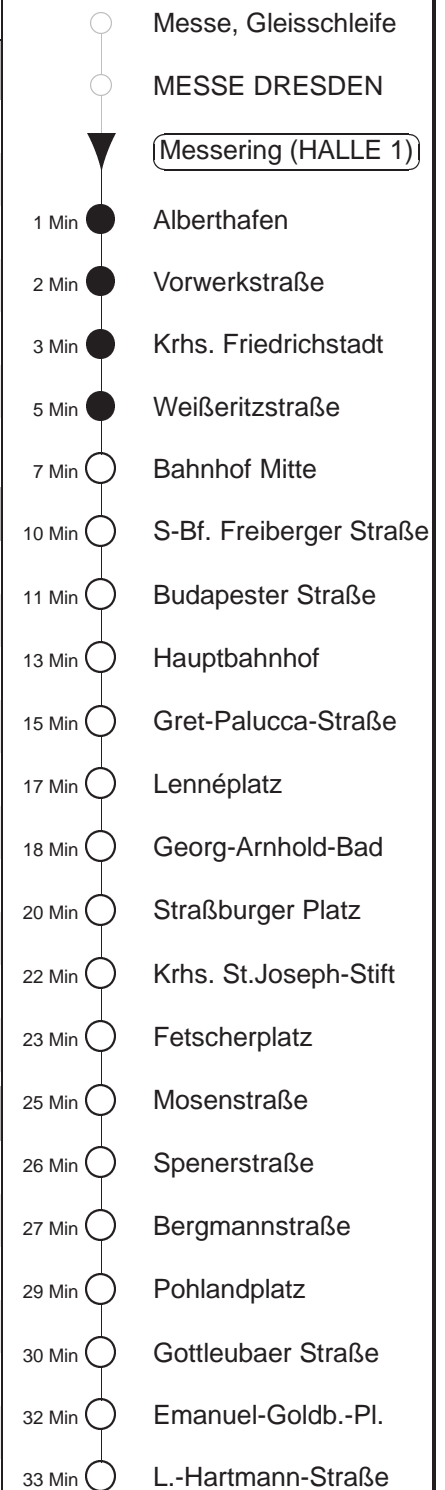 Messe, Gleisschleife
MESSE DRESDEN
Messering (HALLE 1)
1 Min Alberthafen
2 Min Vorwerkstraße
3 Min Krhs. Friedrichstadt
5 Min Weißeritzstraße
7 Min Bahnhof Mitte
10 Min S-Bf. Freiberger Straße
11 Min Budapester Straße
13 Min Hauptbahnhof
15 Min Gret-Palucca-Straße
17 Min Lennéplatz
18 Min Georg-Arnhold-Bad
20 Min Straßburger Platz
22 Min Krhs. St.Joseph-Stift
23 Min Fetscherplatz
25 Min Mosenstraße
26 Min Spenerstraße
27 Min Bergmannstraße
29 Min Pohlandplatz
30 Min Gottleubaer Straße
32 Min Emanuel-Goldb.-Pl.
33 Min L.-Hartmann-Straße